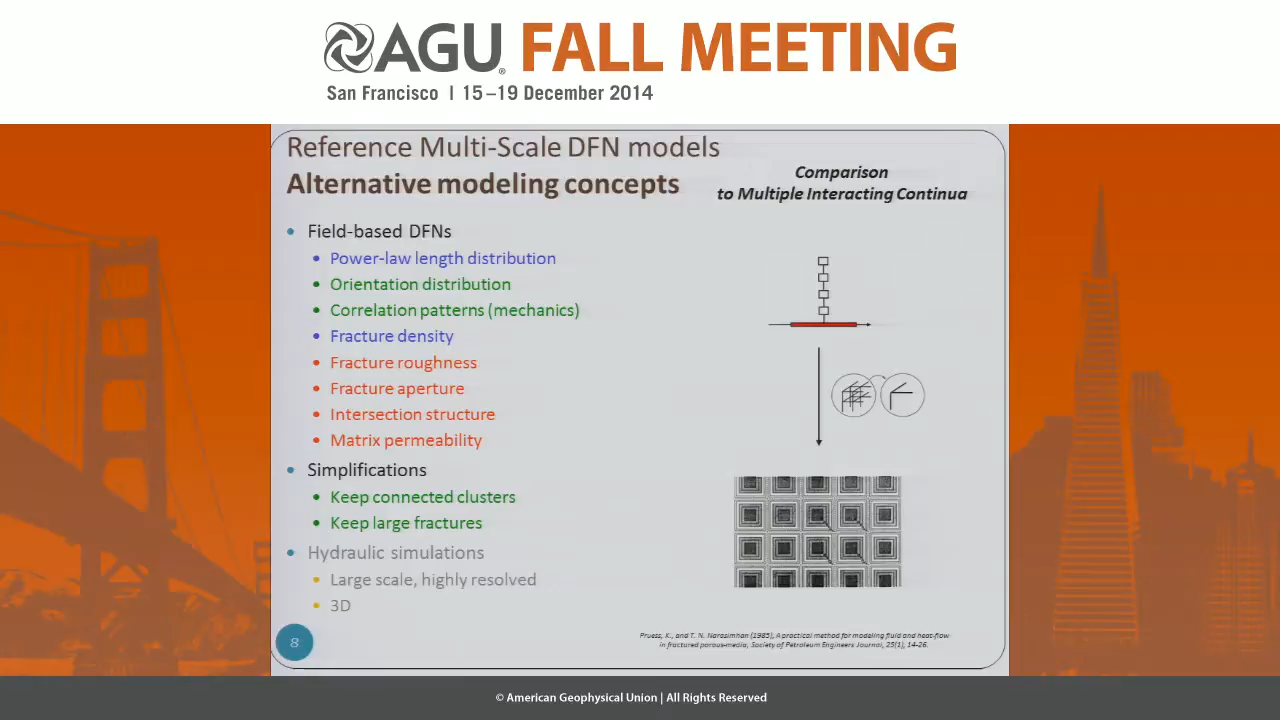 AGU FALL MEETING
San Francisco | 15–19 December 2014
Reference Multi-Scale DFN models
Alternative modeling concepts
Comparison
to Multiple Interacting Continua
• Field-based DFNs
• Power-law length distribution
• Orientation distribution
• Correlation patterns (mechanics)
• Fracture density
• Fracture roughness
• Fracture aperture
• Intersection structure
• Matrix permeability
• Simplifications
• Keep connected clusters
• Keep large fractures
• Hydraulic simulations
• Large scale, highly resolved
• 3D
8
Pruess, K., and T. N. Narasimhan (1985), A practical method for modeling fluid and heat-flow
in fractured porous-media, Society of Petroleum Engineers Journal, 25(1), 14-26.
© American Geophysical Union | All Rights Reserved